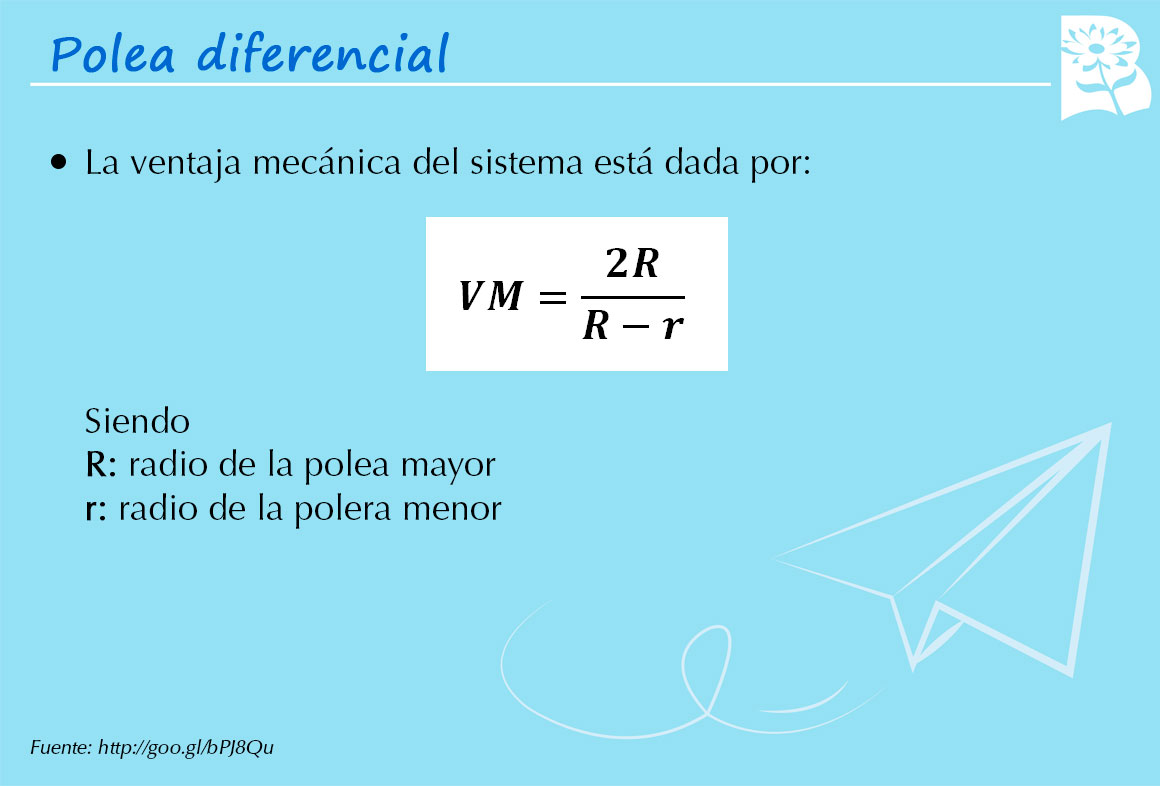 Polea diferencial
● La ventaja mecánica del sistema está dada por:
VM = 2R / (R − r)
Siendo
R: radio de la polea mayor
r: radio de la polera menor
Fuente: http://goo.gl/bPJ8Qu